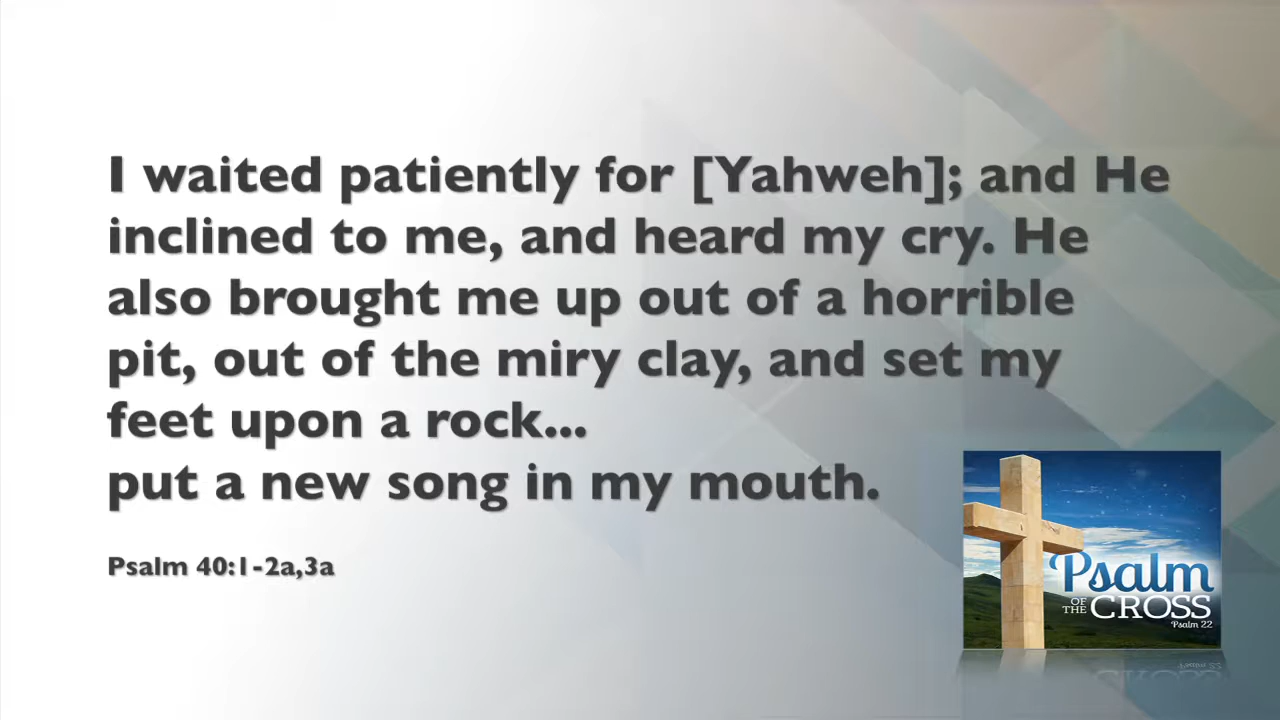 I waited patiently for [Yahweh]; and He
inclined to me, and heard my cry. He
also brought me up out of a horrible
pit, out of the miry clay, and set my
feet upon a rock...
put a new song in my mouth.
Psalm 40:1-2a,3a
Psalm
OF THE CROSS
Psalm 22